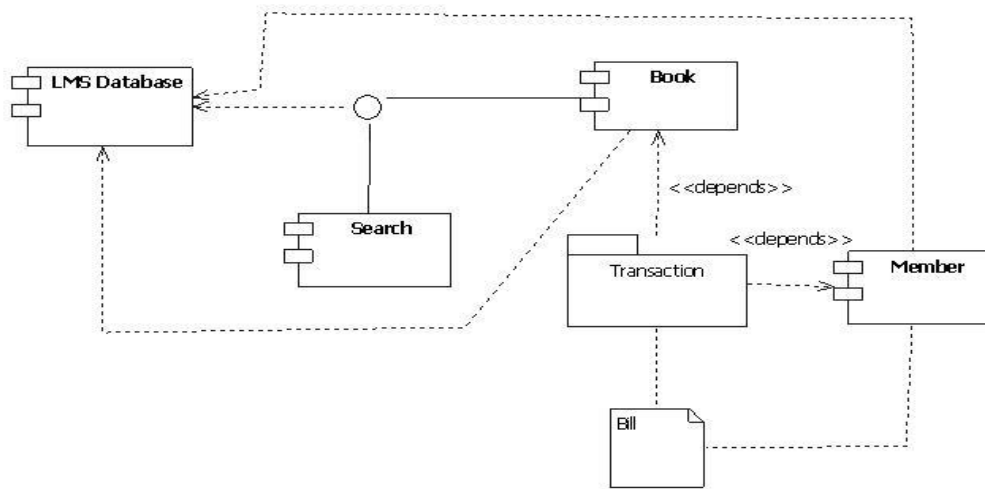 LMS Database
Book
<<depends>>
Search
<<depends>>
Transaction
Member
Bill